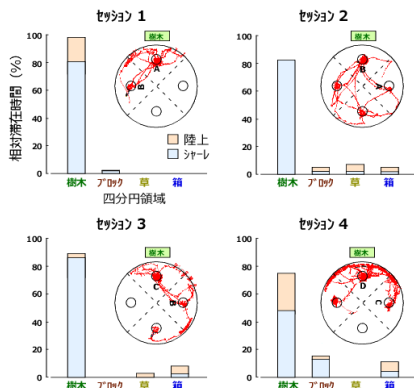 セッション 1
100
80
60
40
20
0
相対滞在時間（%）
樹木
A
B
陸上
シャーレ
樹木 ブロック 草 箱
四分円領域
セッション 2
100
80
60
40
20
0
樹木
B
A
樹木 ブロック 草 箱
セッション 3
100
80
60
40
20
0
樹木
C
B
樹木 ブロック 草 箱
セッション 4
100
80
60
40
20
0
樹木
D
C
樹木 ブロック 草 箱